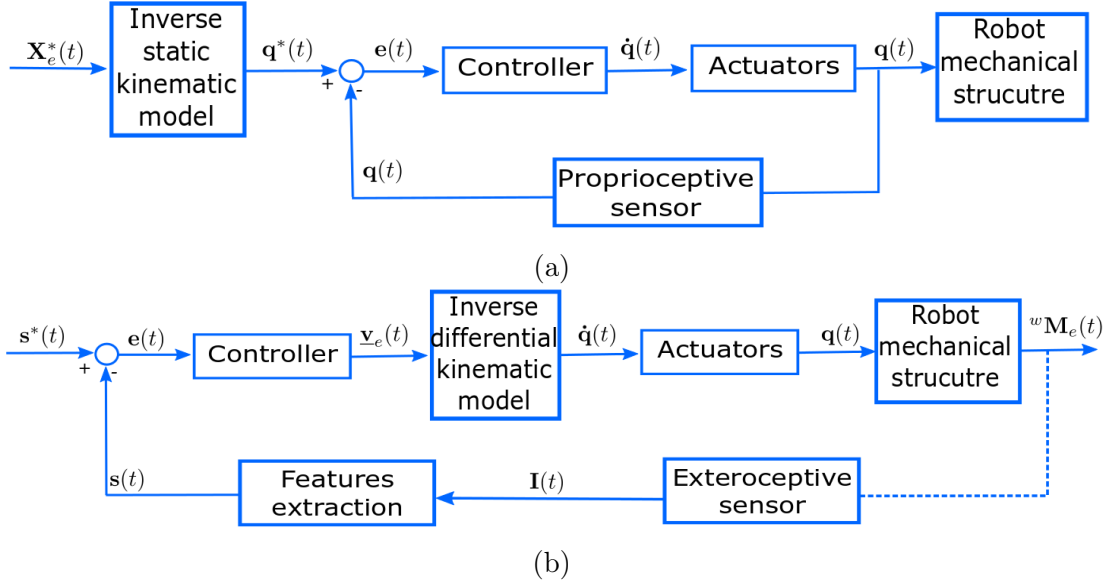 X*e(t)
Inverse
static
kinematic
model
q*(t)
+
-
e(t)
Controller
q̇(t)
Actuators
q(t)
Robot
mechanical
strucutre
q(t)
Proprioceptive
sensor
(a)
s*(t)
+
-
e(t)
Controller
v̲e(t)
Inverse
differential
kinematic
model
q̇(t)
Actuators
q(t)
Robot
mechanical
strucutre
wMe(t)
s(t)
Features
extraction
I(t)
Exteroceptive
sensor
(b)